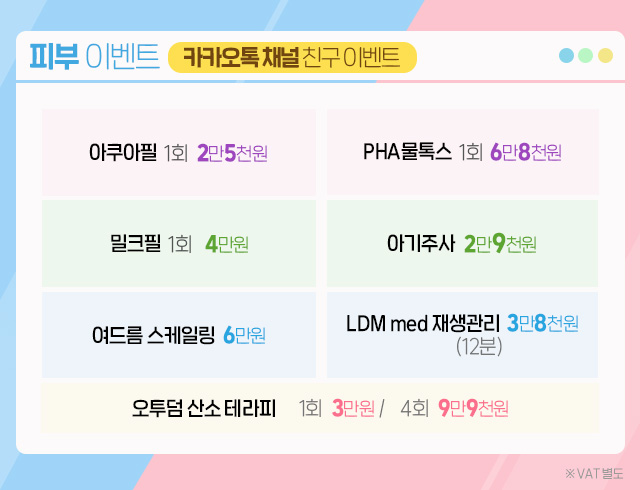 피부 이벤트 카카오톡 채널 친구 이벤트
아쿠아필 1회 2만5천원
PHA물톡스 1회 6만8천원
밀크필 1회 4만원
아기주사 2만9천원
여드름 스케일링 6만원
LDM med 재생관리 3만8천원
(12분)
오투덤 산소 테라피 1회 3만원 / 4회 9만9천원
※VAT별도